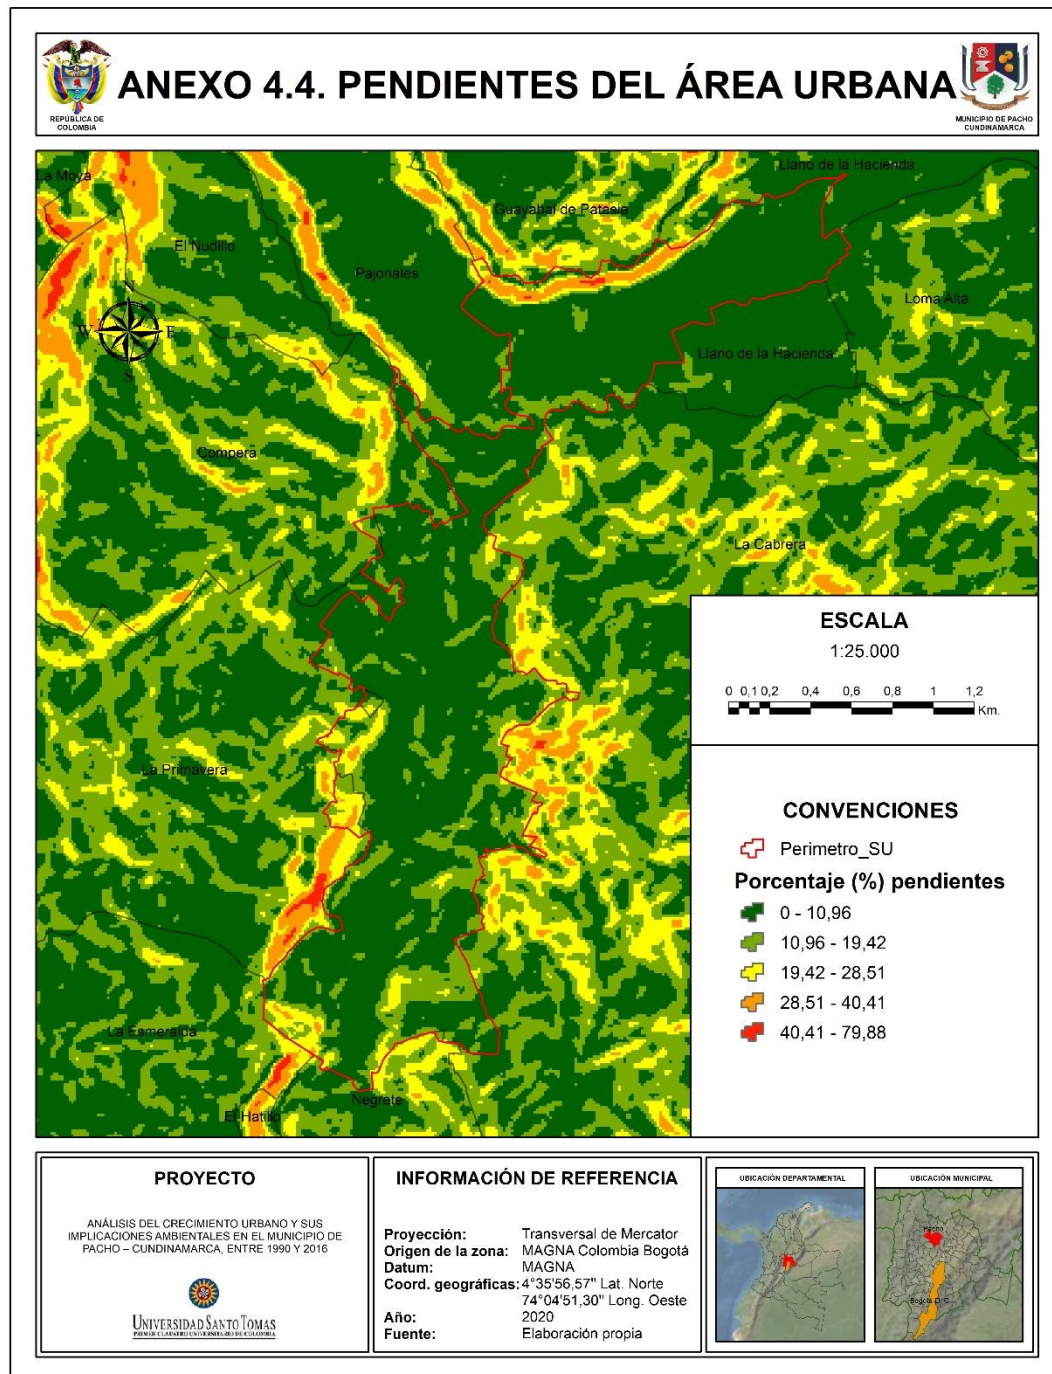 ANEXO 4.4. PENDIENTES DEL ÁREA URBANA
REPÚBLICA DE
COLOMBIA
MUNICIPIO DE PACHO
CUNDINAMARCA
La Moya
Llano de la Hacienda
Guayabal de Patasia
El Nudillo
Pajonales
Loma Alta
N
W E
S
Llano de la Hacienda
Compera
La Cabrera
La Primavera
La Esmeralda
Negrete
El Hatillo
ESCALA
1:25.000
0 0,1 0,2 0,4 0,6 0,8 1 1,2
Km.
CONVENCIONES
Perimetro_SU
Porcentaje (%) pendientes
0 - 10,96
10,96 - 19,42
19,42 - 28,51
28,51 - 40,41
40,41 - 79,88
PROYECTO
ANÁLISIS DEL CRECIMIENTO URBANO Y SUS
IMPLICACIONES AMBIENTALES EN EL MUNICIPIO DE
PACHO – CUNDINAMARCA, ENTRE 1990 Y 2016
UNIVERSIDAD SANTO TOMAS
PRIMER CLAUSTRO UNIVERSITARIO DE COLOMBIA
INFORMACIÓN DE REFERENCIA
Proyección: Transversal de Mercator
Origen de la zona: MAGNA Colombia Bogotá
Datum: MAGNA
Coord. geográficas: 4°35'56,57" Lat. Norte
74°04'51,30" Long. Oeste
Año: 2020
Fuente: Elaboración propia
UBICACIÓN DEPARTAMENTAL
UBICACIÓN MUNICIPAL
Pacho
Bogotá D. C.